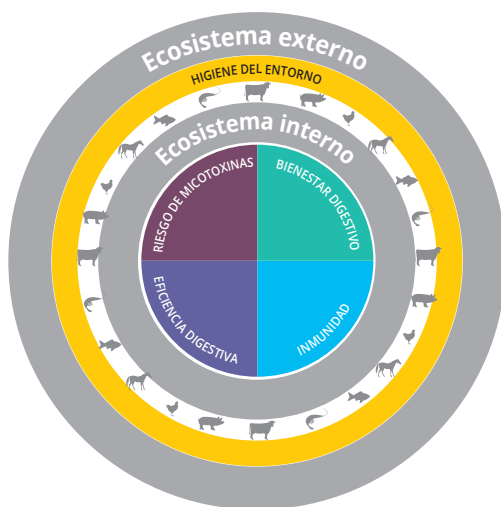 Ecosistema externo
HIGIENE DEL ENTORNO
Ecosistema interno
RIESGO DE MICOTOXINAS
BIENESTAR DIGESTIVO
EFICIENCIA DIGESTIVA
INMUNIDAD